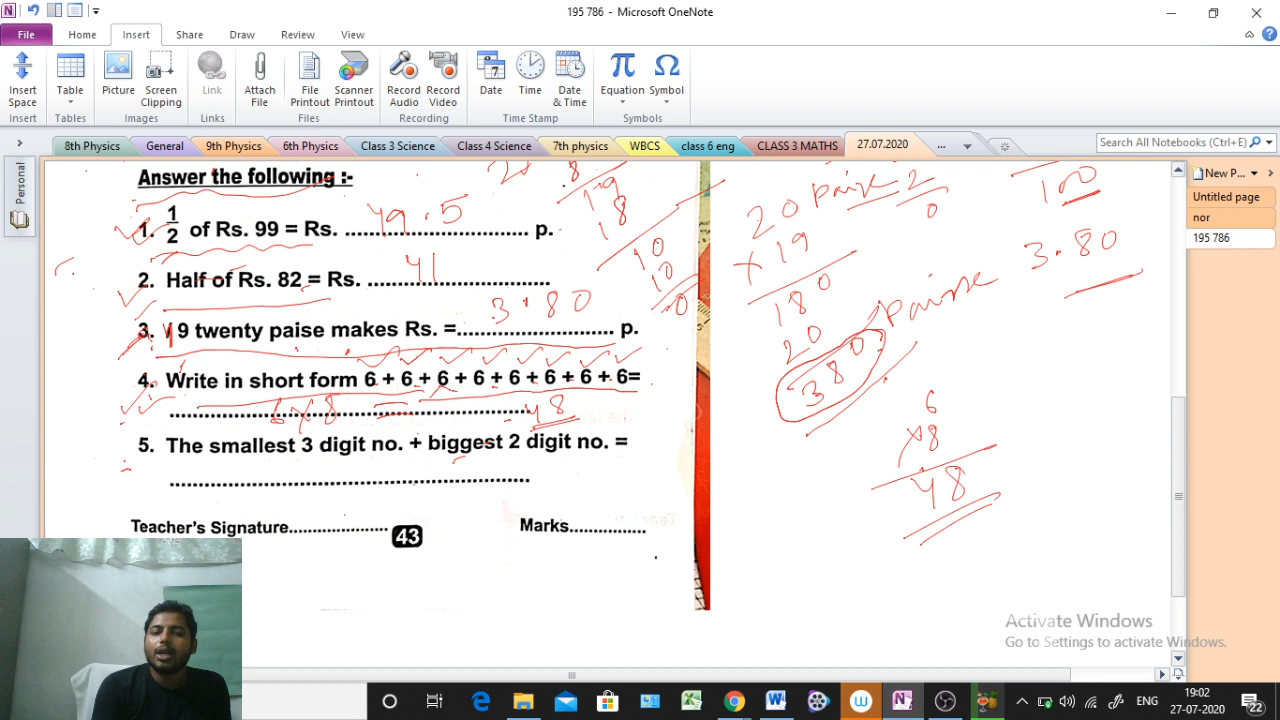 195 786 - Microsoft OneNote
File Home Insert Share Draw Review View
Insert Space Table Picture Screen Clipping Link Attach File File Printout Scanner Printout Record Audio Record Video Date Time Date & Time Equation Symbol
Insert Tables Images Links Files Recording Time Stamp Symbols
8th Physics General 9th Physics 6th Physics Class 3 Science Class 4 Science 7th physics WBCS class 6 eng CLASS 3 MATHS 27.07.2020 ... Search All Notebooks (Ctrl+E)
Personal
New P...
Untitled page
nor
195 786
Answer the following :-
1. 1/2 of Rs. 99 = Rs. 49.5 p.
2. Half of Rs. 82 = Rs. 41
3. 19 twenty paise makes Rs. = 3.80 p.
4. Write in short form 6 + 6 + 6 + 6 + 6 + 6 + 6 + 6=
6 x 8 = 48
5. The smallest 3 digit no. + biggest 2 digit no. =
Teacher's Signature 43 Marks
8
19
18
10
10
0
20 paise
x 19
180
20
380 paise
100
3.80
6
x 8
48
Activate Windows
Go to Settings to activate Windows.
ENG 19:02
27-07-2020
22